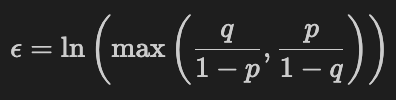 ϵ = ln(max(q/(1 − p), p/(1 − q)))